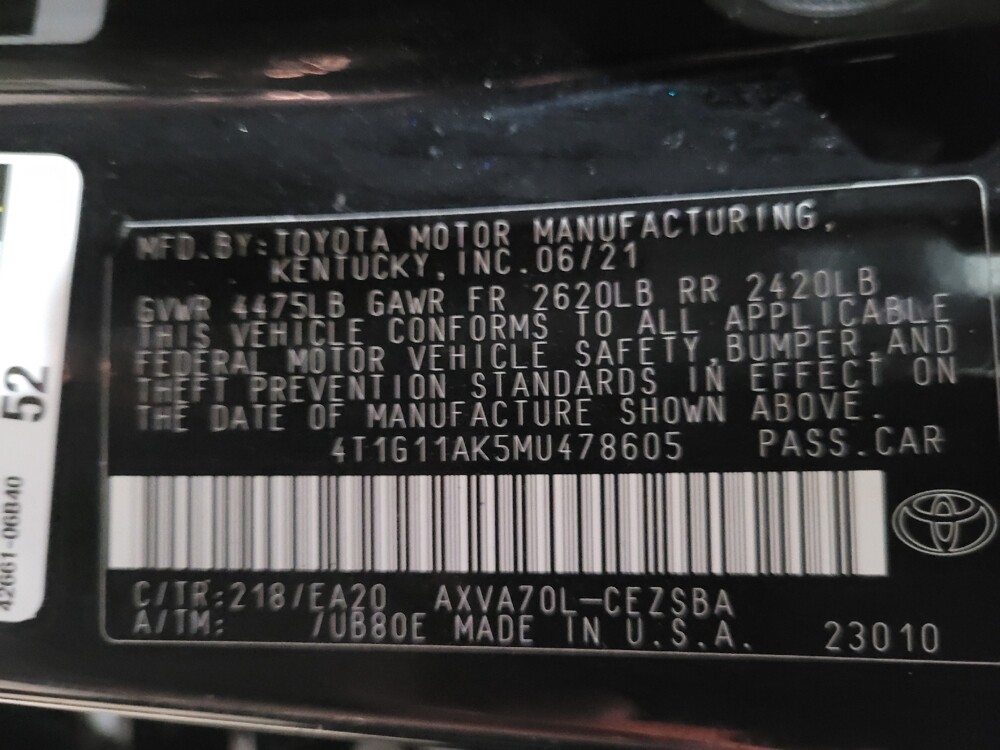 MFD.BY:TOYOTA MOTOR MANUFACTURING,
KENTUCKY,INC.06/21
GVWR 4475LB GAWR FR 2620LB RR 2420LB
THIS VEHICLE CONFORMS TO ALL APPLICABLE
FEDERAL MOTOR VEHICLE SAFETY,BUMPER,AND
THEFT PREVENTION STANDARDS IN EFFECT ON
THE DATE OF MANUFACTURE SHOWN ABOVE.
4T1G11AK5MU478605 PASS.CAR
C/TR:218/EA20 AXVA70L-CEZSBA
A/TM: /UB80E MADE IN U.S.A. 23010
52
42661-06B40